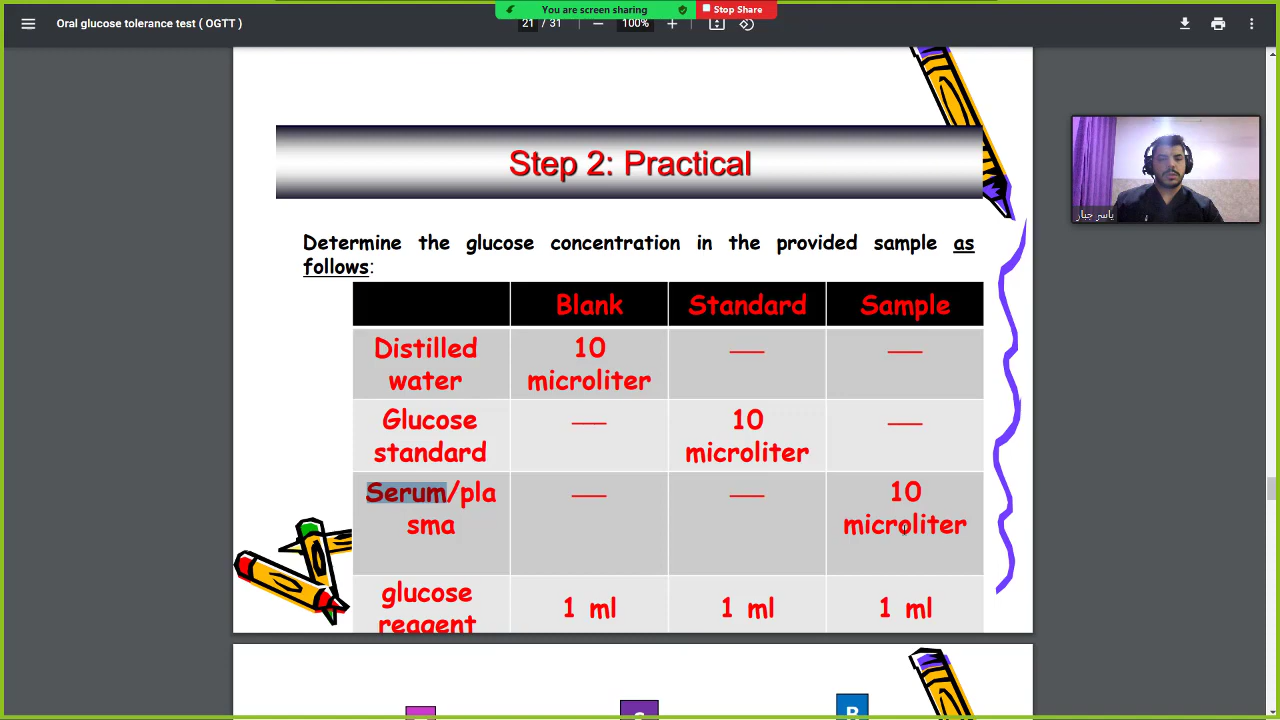 You are screen sharing
Stop Share
Oral glucose tolerance test ( OGTT )
21 / 31
100%
Step 2: Practical
Determine the glucose concentration in the provided sample as
follows:
Blank Standard Sample
Distilled
water
10
microliter
Glucose
standard
10
microliter
Serum/pla
sma
10
microliter
glucose
reagent
1 ml 1 ml 1 ml
ياسر جبار
B